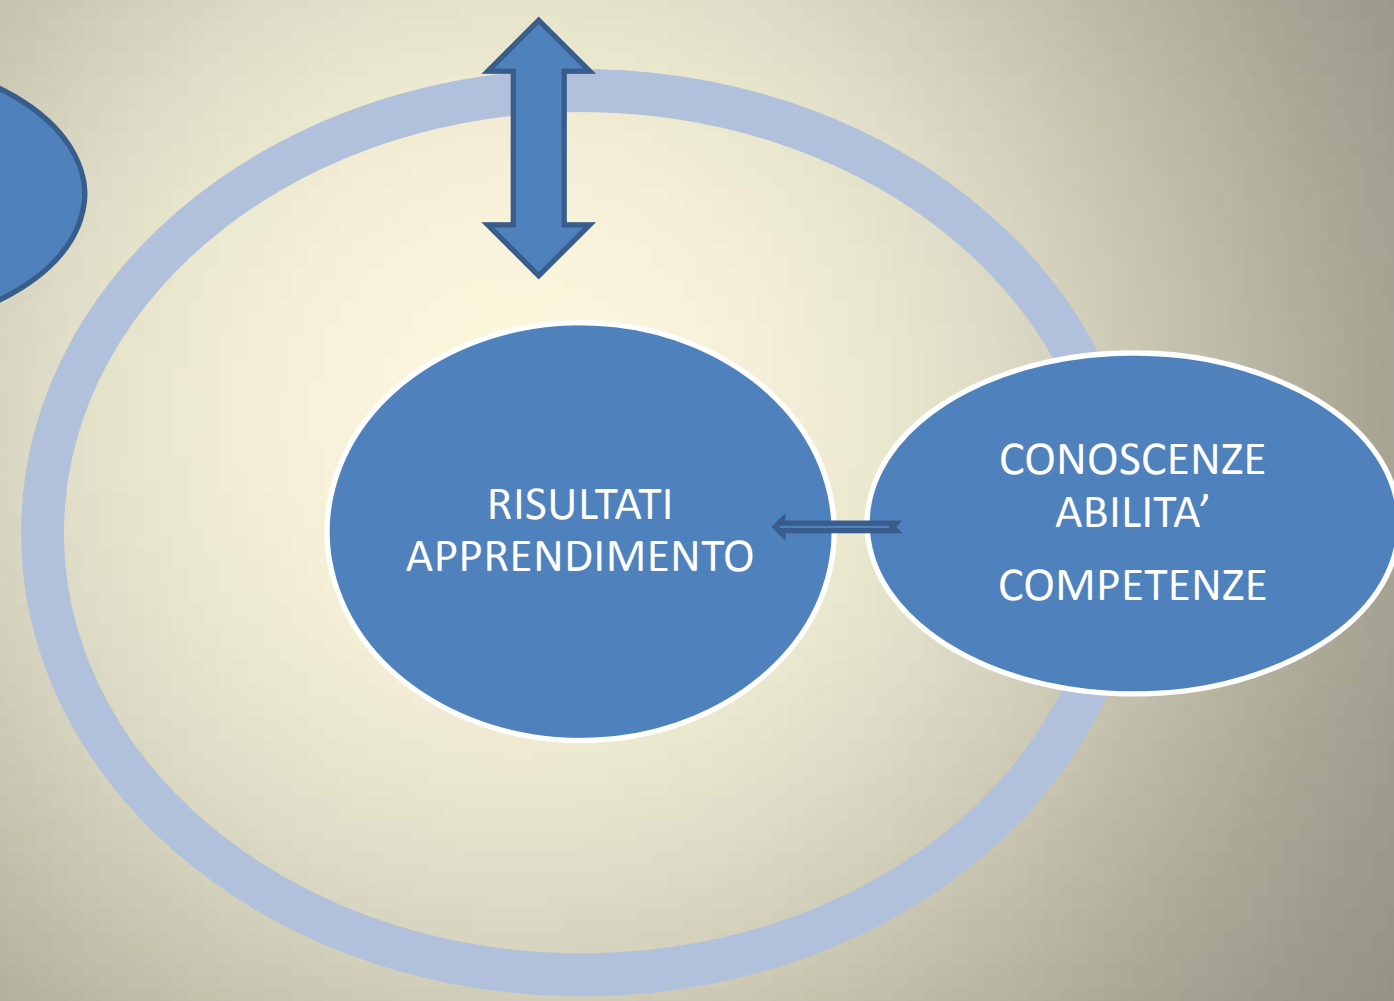 RISULTATI
APPRENDIMENTO
CONOSCENZE
ABILITA’
COMPETENZE